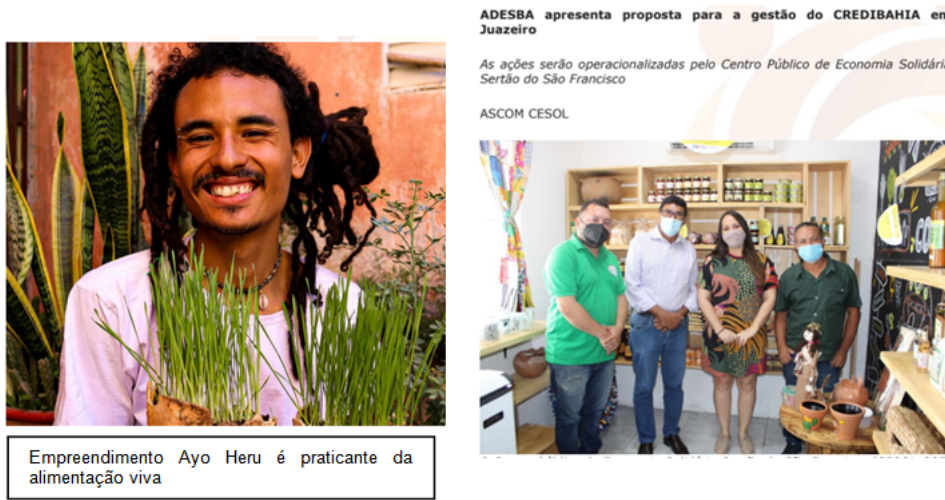 ADESBA apresenta proposta para a gestão do CREDIBAHIA em
Juazeiro
As ações serão operacionalizadas pelo Centro Público de Economia Solidária
Sertão do São Francisco
ASCOM CESOL
Empreendimento Ayo Heru é praticante da
alimentação viva